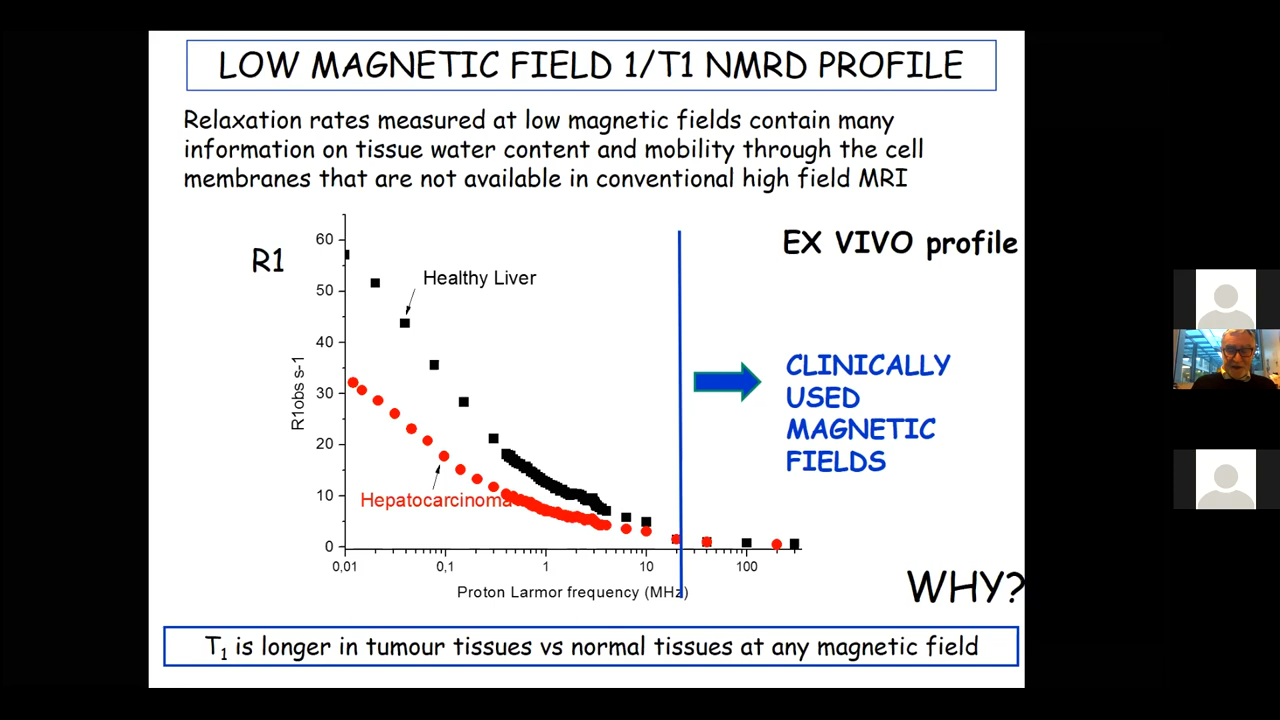 LOW MAGNETIC FIELD 1/T1 NMRD PROFILE
Relaxation rates measured at low magnetic fields contain many
information on tissue water content and mobility through the cell
membranes that are not available in conventional high field MRI
EX VIVO profile
R1
Healthy Liver
Hepatocarcinoma
CLINICALLY
USED
MAGNETIC
FIELDS
R1obs s-1
60
50
40
30
20
10
0
0,01
0,1
1
10
100
Proton Larmor frequency (MHz)
WHY?
T1 is longer in tumour tissues vs normal tissues at any magnetic field